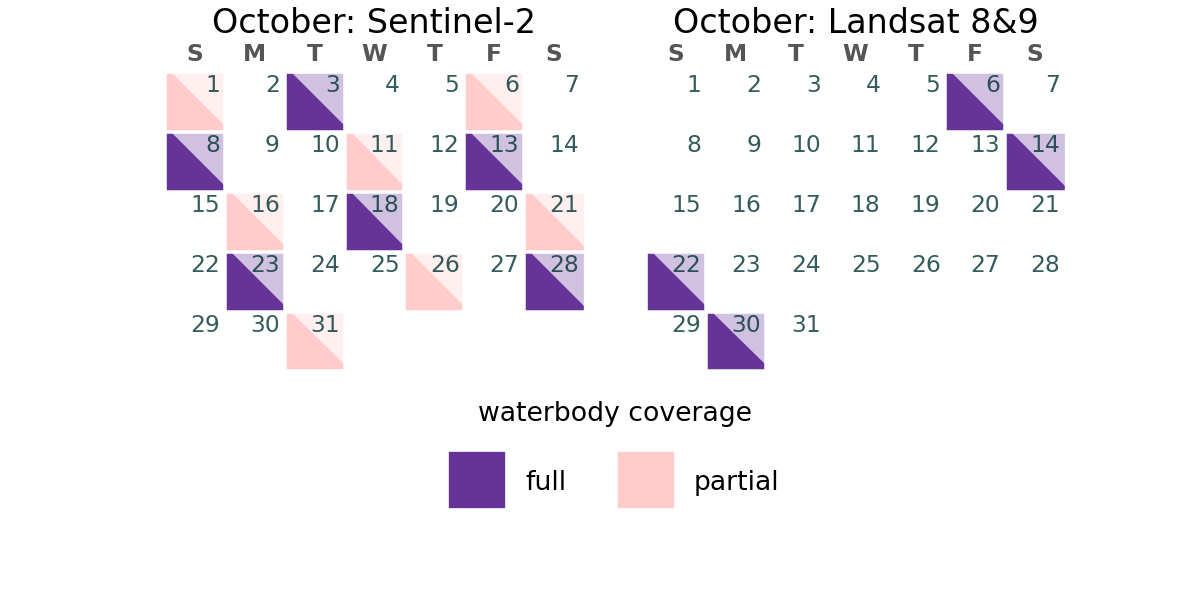 October: Sentinel-2
S M T W T F S
1 2 3 4 5 6 7
8 9 10 11 12 13 14
15 16 17 18 19 20 21
22 23 24 25 26 27 28
29 30 31
October: Landsat 8&9
S M T W T F S
1 2 3 4 5 6 7
8 9 10 11 12 13 14
15 16 17 18 19 20 21
22 23 24 25 26 27 28
29 30 31
waterbody coverage
full
partial